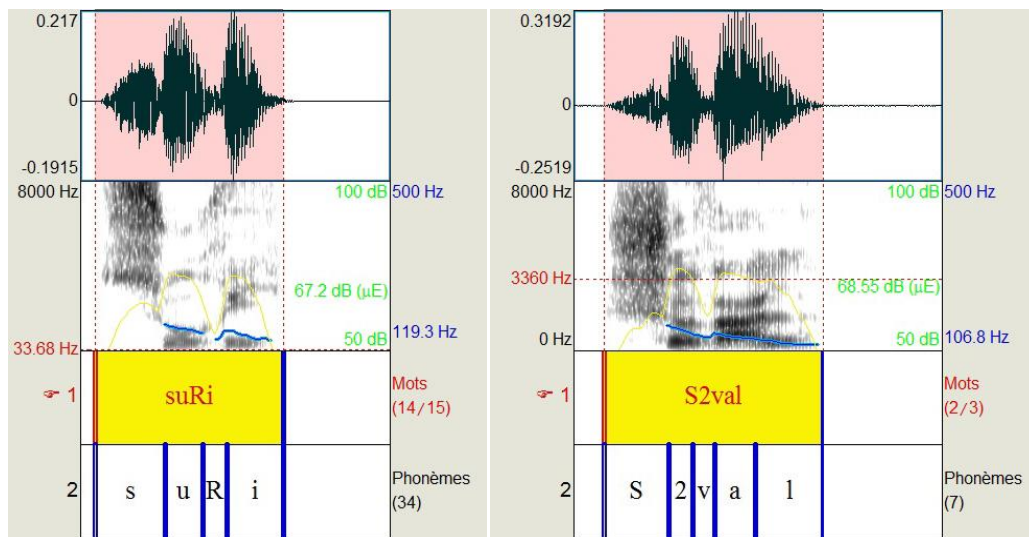 0.217
0
-0.1915
8000 Hz
100 dB
500 Hz
67.2 dB (µE)
119.3 Hz
50 dB
33.68 Hz
☞ 1
suRi
Mots
(14/15)
2
s u R i
Phonèmes
(34)
0.3192
0
-0.2519
8000 Hz
100 dB
500 Hz
3360 Hz
68.55 dB (µE)
0 Hz
50 dB
106.8 Hz
☞ 1
S2val
Mots
(2/3)
2
S 2 v a l
Phonèmes
(7)